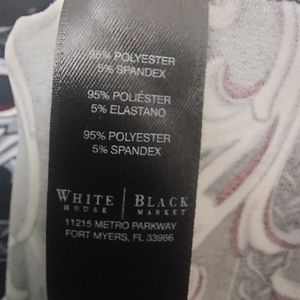 95% POLYESTER
5% SPANDEX
95% POLIÉSTER
5% ELASTANO
95% POLYESTER
5% SPANDEX
WHITE | BLACK
HOUSE MARKET
11215 METRO PARKWAY
FORT MYERS, FL 33966